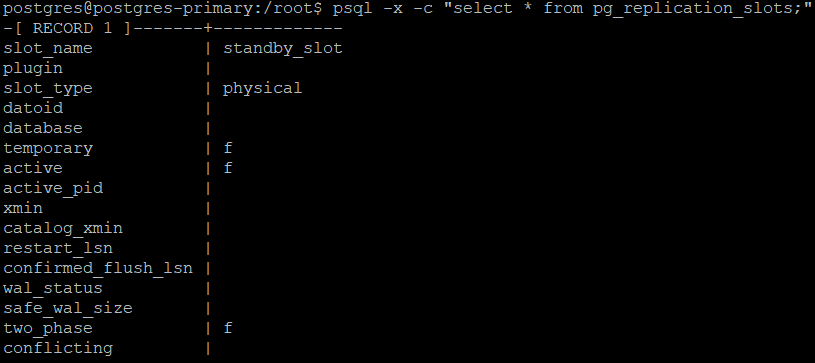 postgres@postgres-primary:/root$ psql -x -c "select * from pg_replication_slots;"
-[ RECORD 1 ]-------+-------------
slot_name           | standby_slot
plugin              |
slot_type           | physical
datoid              |
database            |
temporary           | f
active              | f
active_pid          |
xmin                |
catalog_xmin        |
restart_lsn         |
confirmed_flush_lsn |
wal_status          |
safe_wal_size       |
two_phase           | f
conflicting         |